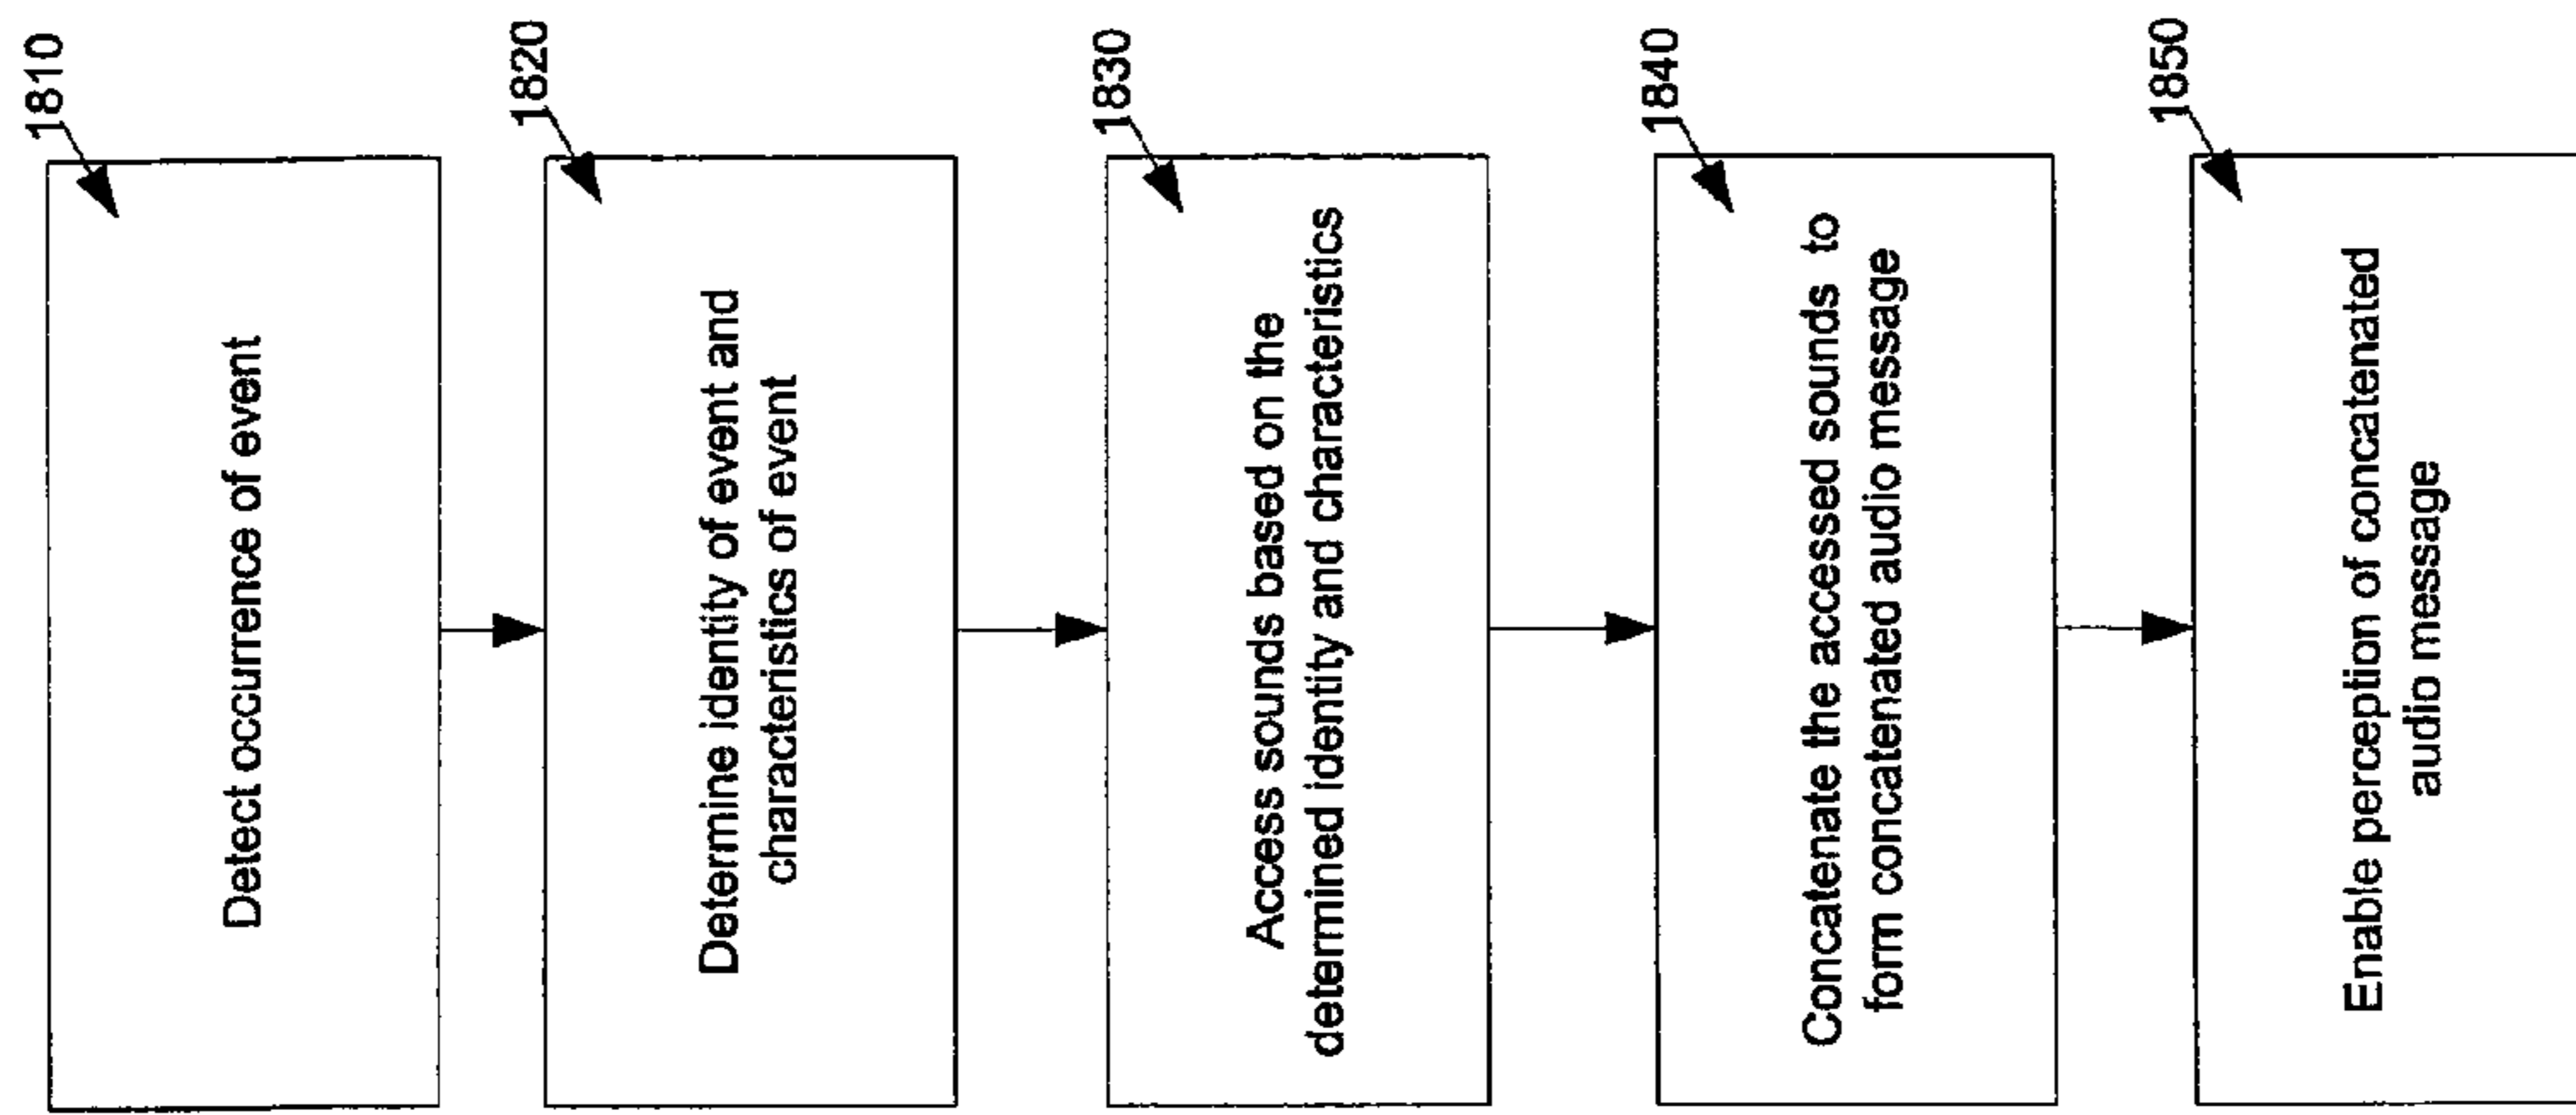 1810
Detect occurrence of event
1820
Determine identity of event and
characteristics of event
1830
Access sounds based on the
determined identity and characteristics
1840
Concatenate the accessed sounds to
form concatenated audio message
1850
Enable perception of concatenated
audio message